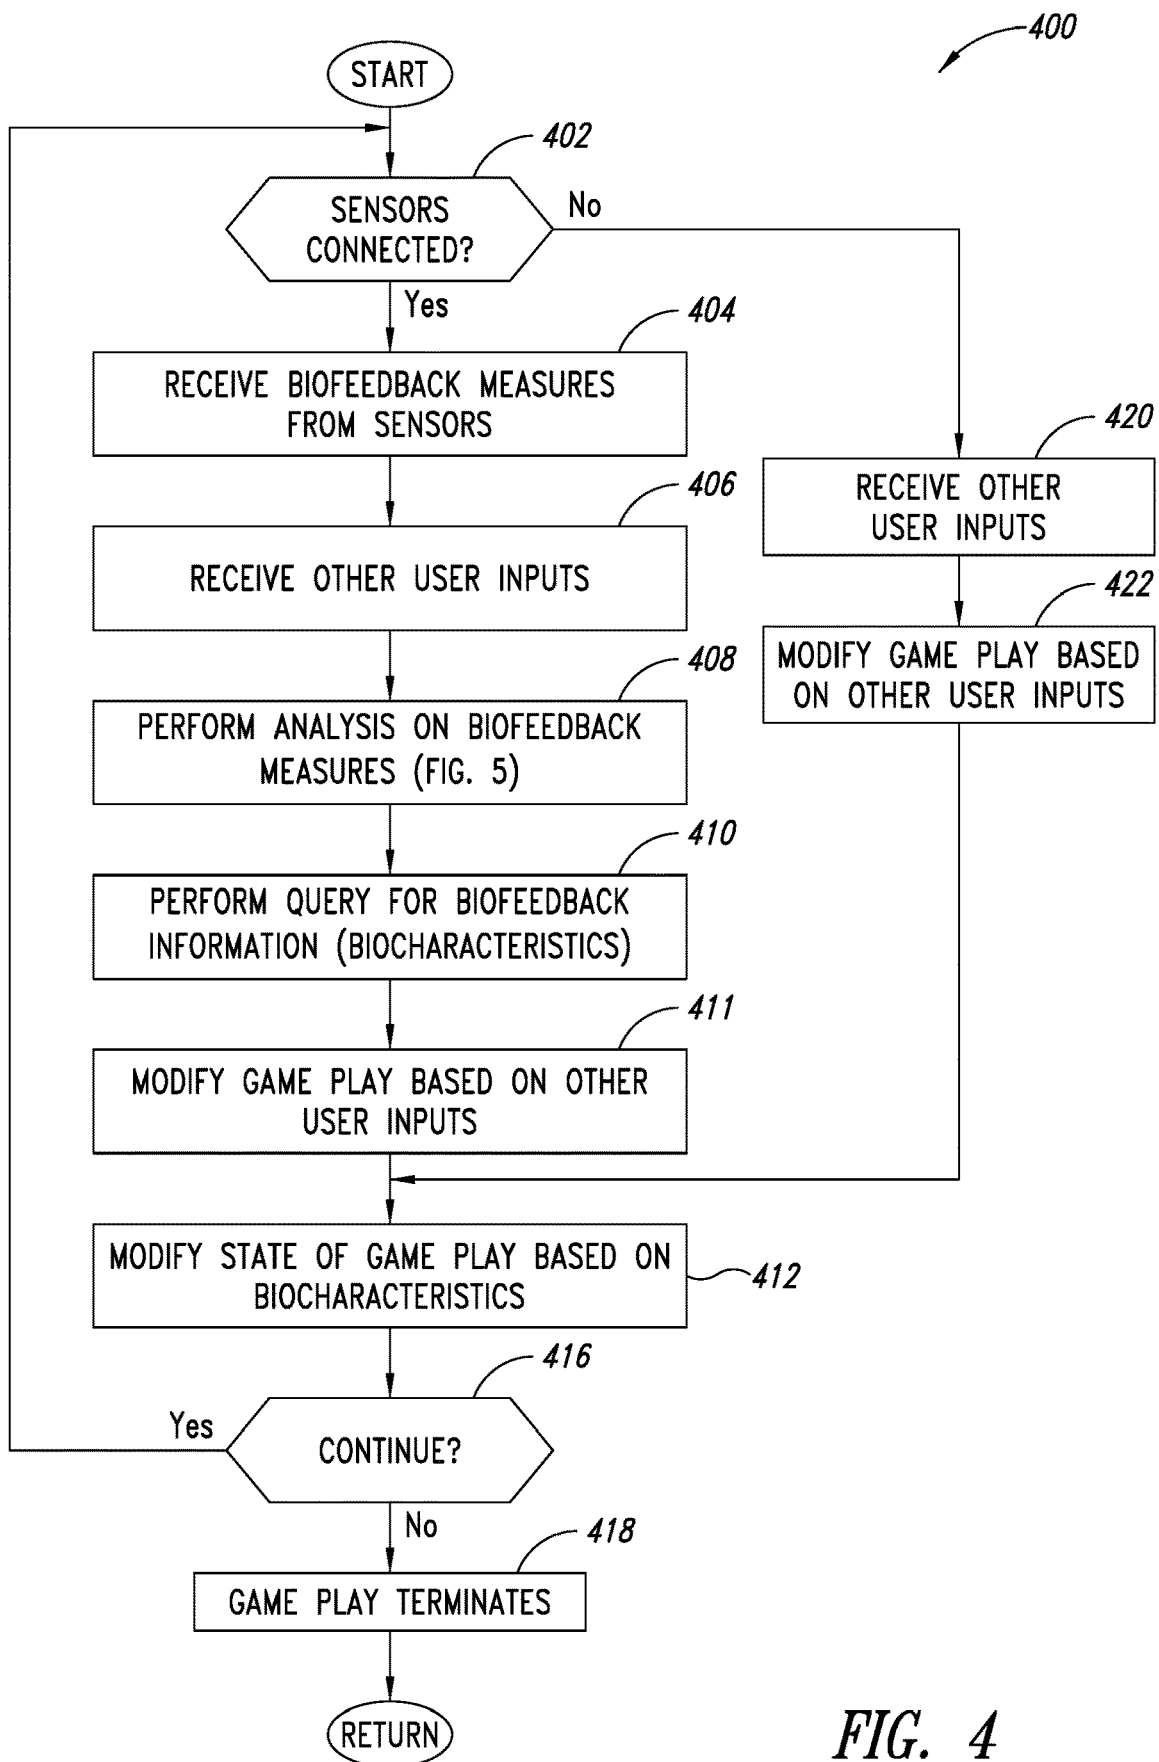 400
START
402
SENSORS
CONNECTED?
No
Yes
404
RECEIVE BIOFEEDBACK MEASURES
FROM SENSORS
420
RECEIVE OTHER
USER INPUTS
406
RECEIVE OTHER USER INPUTS
422
MODIFY GAME PLAY BASED
ON OTHER USER INPUTS
408
PERFORM ANALYSIS ON BIOFEEDBACK
MEASURES (FIG. 5)
410
PERFORM QUERY FOR BIOFEEDBACK
INFORMATION (BIOCHARACTERISTICS)
411
MODIFY GAME PLAY BASED ON OTHER
USER INPUTS
MODIFY STATE OF GAME PLAY BASED ON
BIOCHARACTERISTICS
412
416
Yes
CONTINUE?
No
418
GAME PLAY TERMINATES
RETURN
FIG. 4